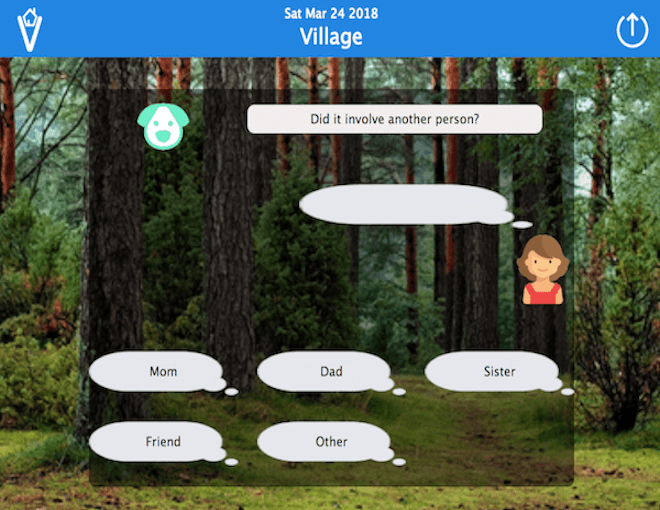 Sat Mar 24 2018
Village
Did it involve another person?
Mom
Dad
Sister
Friend
Other